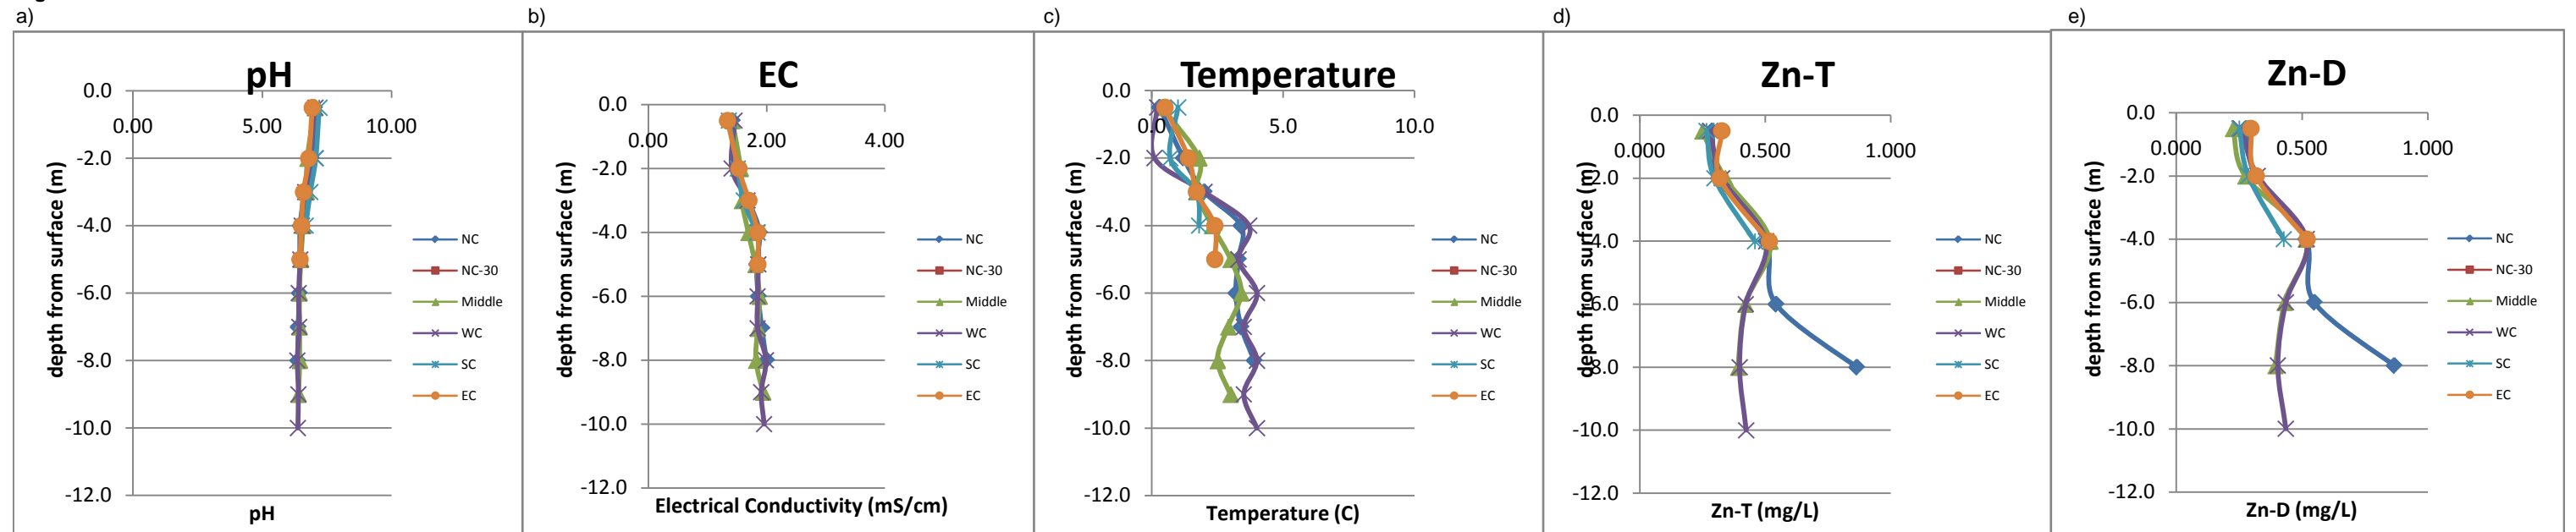 a)
b)
c)
d)
e)
pH
0.0
-2.0
-4.0
-6.0
-8.0
-10.0
-12.0
0.00 5.00 10.00
depth from surface (m)
pH
NC
NC-30
Middle
WC
SC
EC
EC
0.0
-2.0
-4.0
-6.0
-8.0
-10.0
-12.0
0.00 2.00 4.00
depth from surface (m)
Electrical Conductivity (mS/cm)
NC
NC-30
Middle
WC
SC
EC
Temperature
0.0
-2.0
-4.0
-6.0
-8.0
-10.0
-12.0
0.0 5.0 10.0
depth from surface (m)
Temperature (C)
NC
NC-30
Middle
WC
SC
EC
Zn-T
0.0
-2.0
-4.0
-6.0
-8.0
-10.0
-12.0
0.000 0.500 1.000
depth from surface (m)
Zn-T (mg/L)
NC
NC-30
Middle
WC
SC
EC
Zn-D
0.0
-2.0
-4.0
-6.0
-8.0
-10.0
-12.0
0.000 0.500 1.000
depth from surface (m)
Zn-D (mg/L)
NC
NC-30
Middle
WC
SC
EC